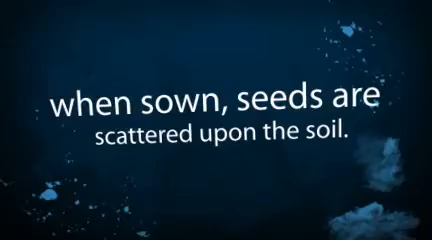 when sown, seeds are
scattered upon the soil.